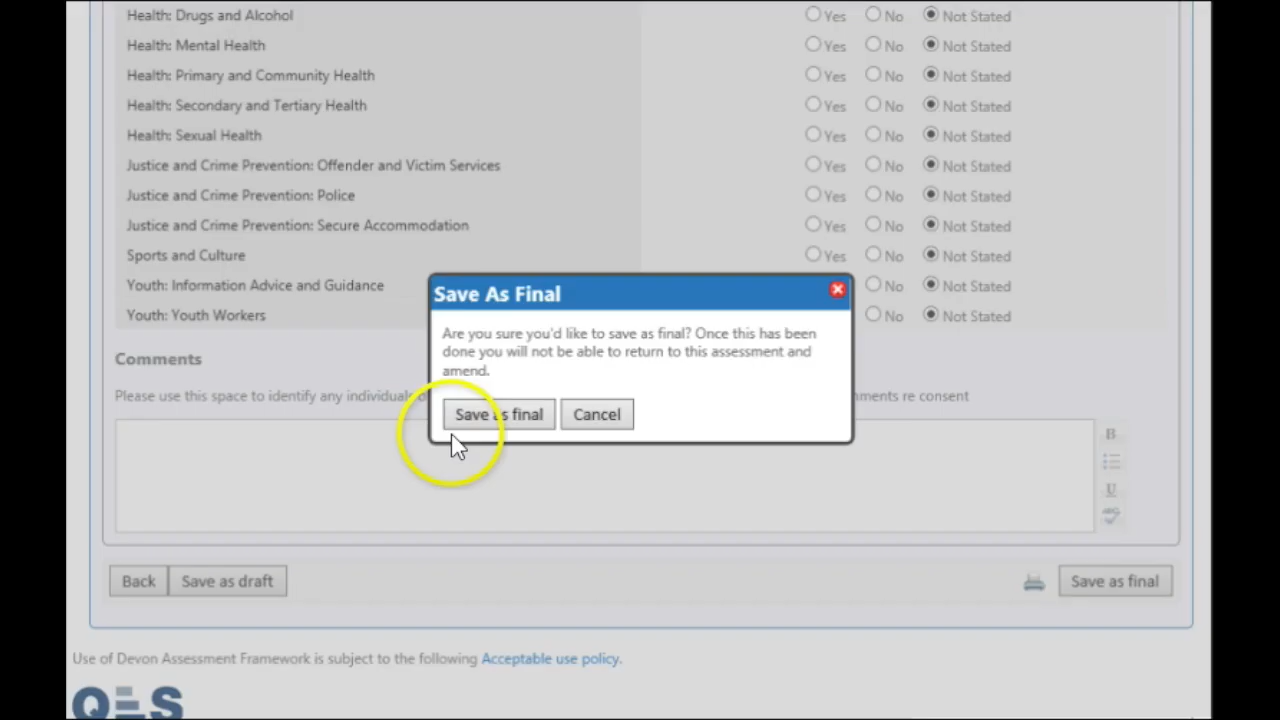 Health: Drugs and Alcohol Yes No Not Stated
Health: Mental Health Yes No Not Stated
Health: Primary and Community Health Yes No Not Stated
Health: Secondary and Tertiary Health Yes No Not Stated
Health: Sexual Health Yes No Not Stated
Justice and Crime Prevention: Offender and Victim Services Yes No Not Stated
Justice and Crime Prevention: Police Yes No Not Stated
Justice and Crime Prevention: Secure Accommodation Yes No Not Stated
Sports and Culture Yes No Not Stated
Youth: Information Advice and Guidance No Not Stated
Youth: Youth Workers No Not Stated
Save As Final
Are you sure you'd like to save as final? Once this has been
done you will not be able to return to this assessment and
amend.
Save as final Cancel
Comments
Please use this space to identify any individuals re consent
B
U
ABC
Back Save as draft Save as final
Use of Devon Assessment Framework is subject to the following Acceptable use policy.
QES